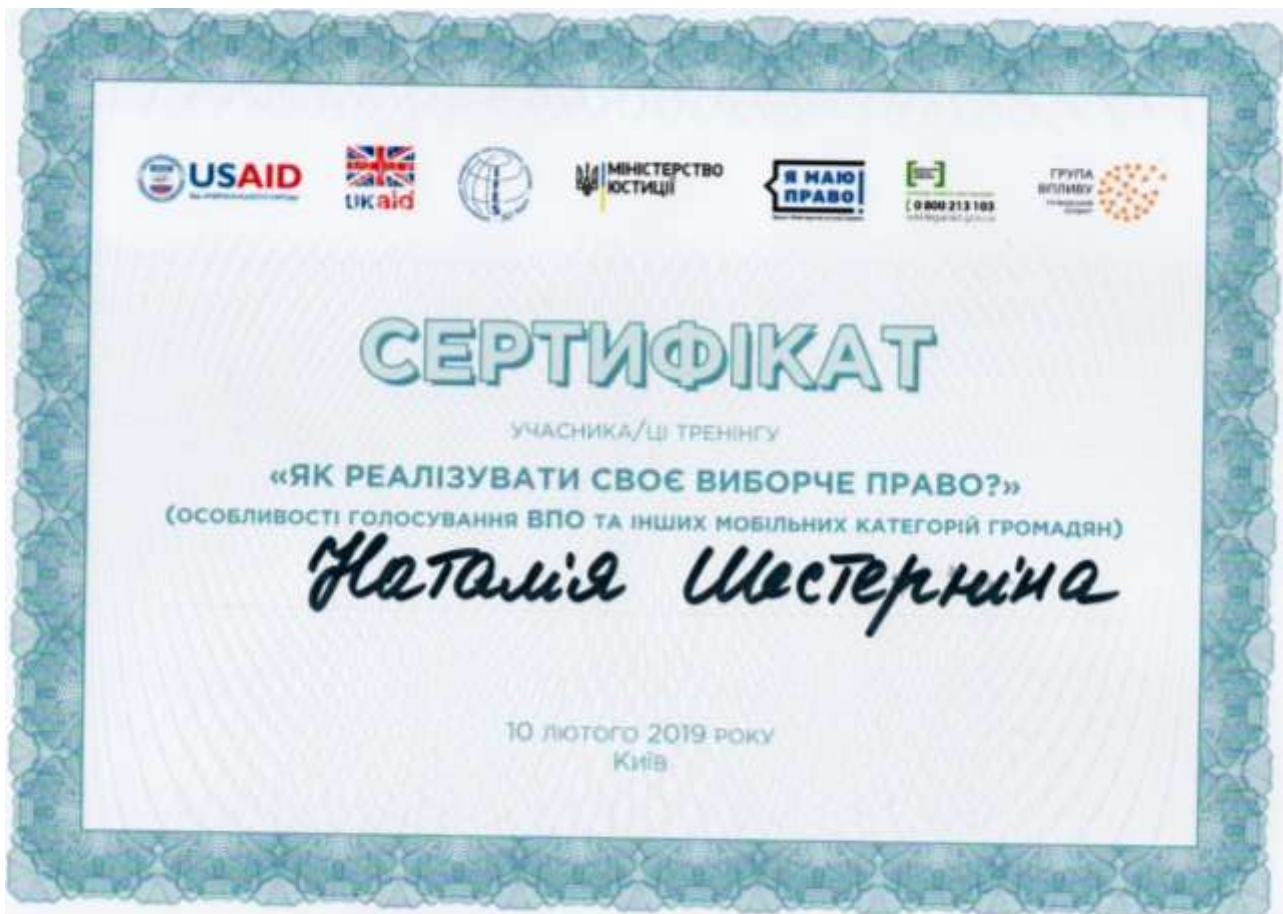 USAID
UKaid
МІНІСТЕРСТВО
ЮСТИЦІЇ
Я МАЮ
ПРАВО!
0 800 213 103
ГРУПА
ВПЛИВУ
СЕРТИФІКАТ
УЧАСНИКА/ЦІ ТРЕНІНГУ
«ЯК РЕАЛІЗУВАТИ СВОЄ ВИБОРЧЕ ПРАВО?»
(ОСОБЛИВОСТІ ГОЛОСУВАННЯ ВПО ТА ІНШИХ МОБІЛЬНИХ КАТЕГОРІЙ ГРОМАДЯН)
Наталія Шестерніна
10 ЛЮТОГО 2019 РОКУ
Київ